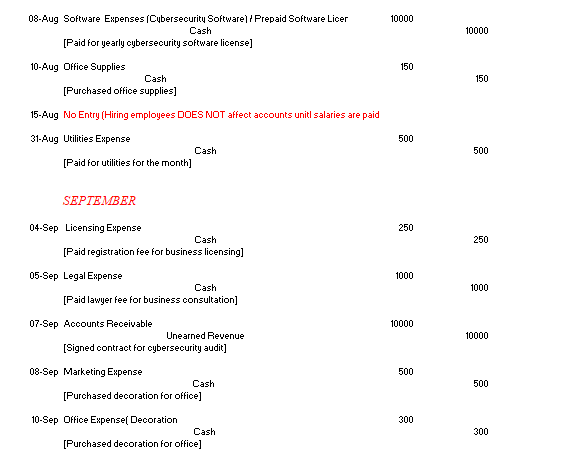 08-Aug Software Expenses (Cybersecurity Software) / Prepaid Software Licer 10000
Cash 10000
[Paid for yearly cybersecurity software license]
10-Aug Office Supplies 150
Cash 150
[Purchased office supplies]
15-Aug No Entry (Hiring employees DOES NOT affect accounts unitl salaries are paid
31-Aug Utilities Expense 500
Cash 500
[Paid for utilities for the month]
SEPTEMBER
04-Sep Licensing Expense 250
Cash 250
[Paid registration fee for business licensing]
05-Sep Legal Expense 1000
Cash 1000
[Paid lawyer fee for business consultation]
07-Sep Accounts Receivable 10000
Unearned Revenue 10000
[Signed contract for cybersecurity audit]
08-Sep Marketing Expense 500
Cash 500
[Purchased decoration for office]
10-Sep Office Expense( Decoration 300
Cash 300
[Purchased decoration for office]